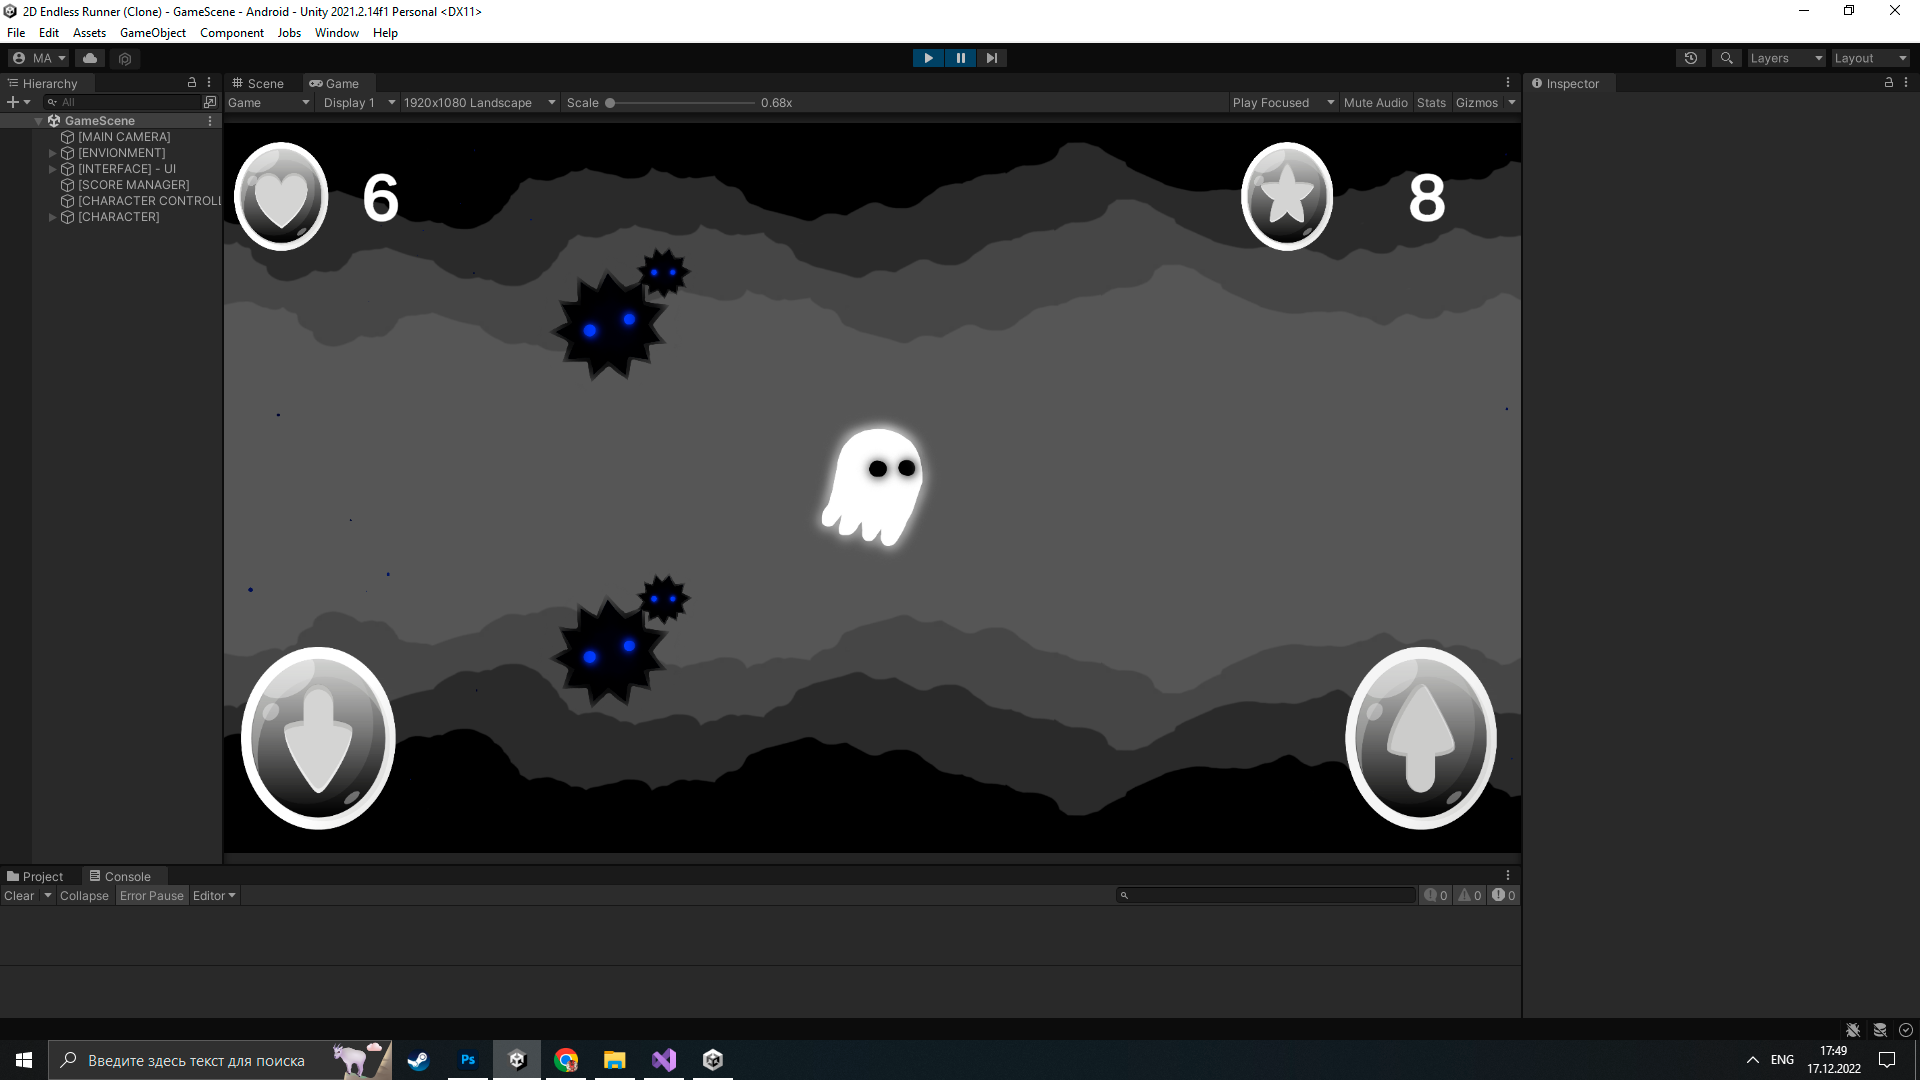 2D Endless Runner (Clone) - GameScene - Android - Unity 2021.2.14f1 Personal <DX11>
File Edit Assets GameObject Component Jobs Window Help
MA Layers Layout
Hierarchy Scene Game Inspector
All Game Display 1 1920x1080 Landscape Scale 0.68x Play Focused Mute Audio Stats Gizmos
GameScene
[MAIN CAMERA]
[ENVIONMENT]
[INTERFACE] - UI
[SCORE MANAGER]
[CHARACTER CONTROLL
[CHARACTER]
6 8
Project Console
Clear Collapse Error Pause Editor 0 0 0
Введите здесь текст для поиска Ps ENG 17:49
17.12.2022